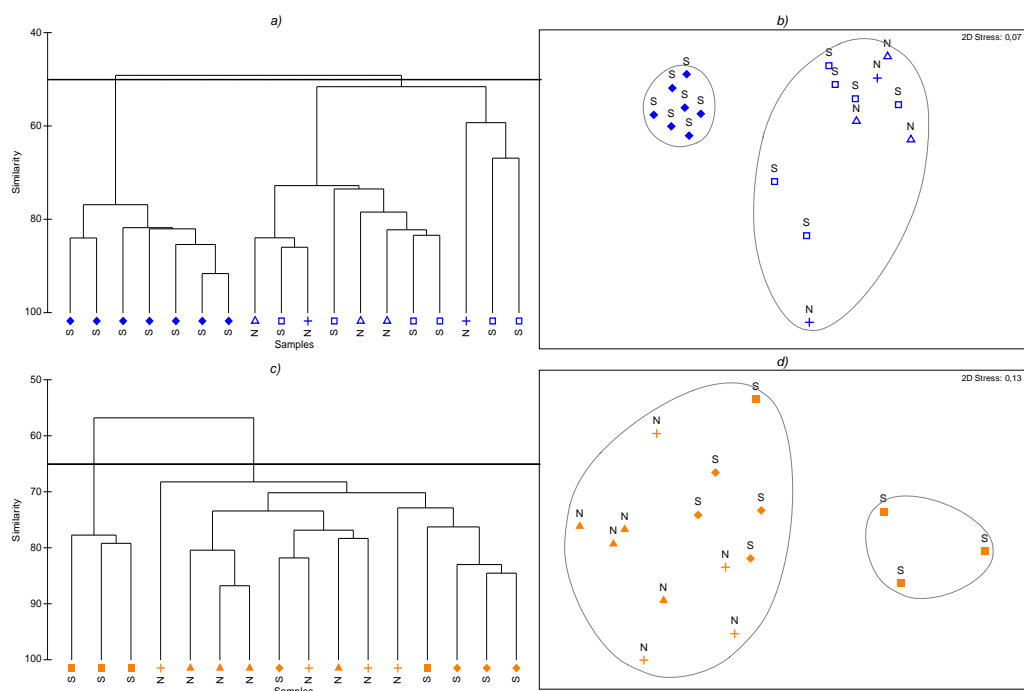 a)
40
60
80
100
Similarity
S S S S S S S N S N S N N S S N S S
Samples
b)
2D Stress: 0,07
N
S
S N
S S
S S
S S S
N
S S
N
S
S
N
c)
50
60
70
80
90
100
Similarity
S S S N N N N S N N N N S S S S
Samples
d)
2D Stress: 0,13
S
N
S
S S S
N N
N
S
S
N
S
N
N
N